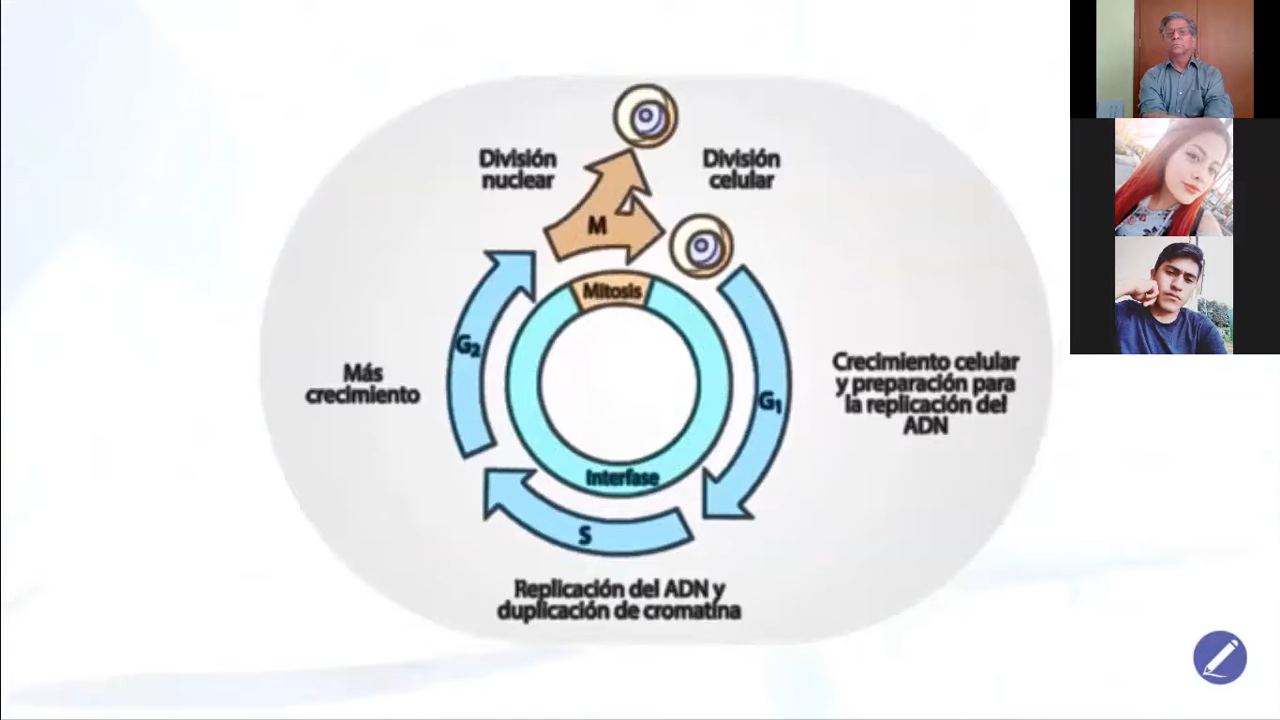 División
nuclear
División
celular
M
Mitosis
G₂
G₁
Más
crecimiento
Crecimiento celular
y preparación para
la replicación del
ADN
Interfase
S
Replicación del ADN y
duplicación de cromatina